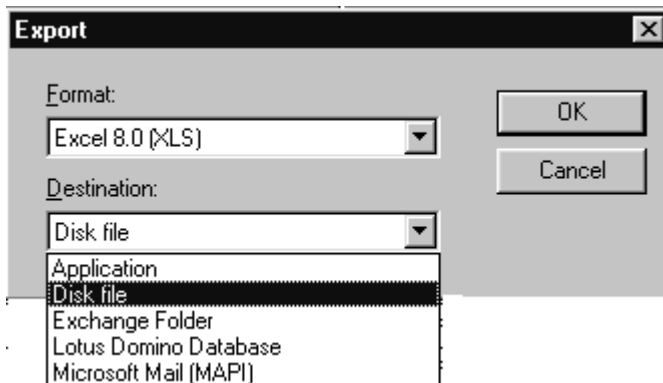 Export
Format:
Excel 8.0 (XLS)
OK
Cancel
Destination:
Disk file
Application
Disk file
Exchange Folder
Lotus Domino Database
Microsoft Mail (MAPI)